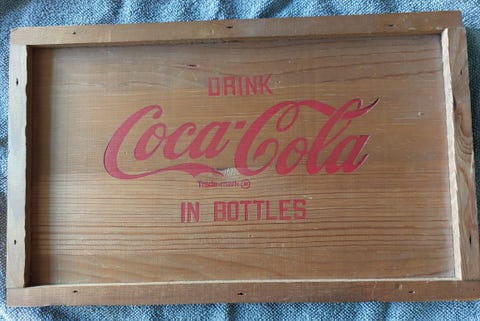 DRINK
Coca-Cola
Trade-mark ®
IN BOTTLES